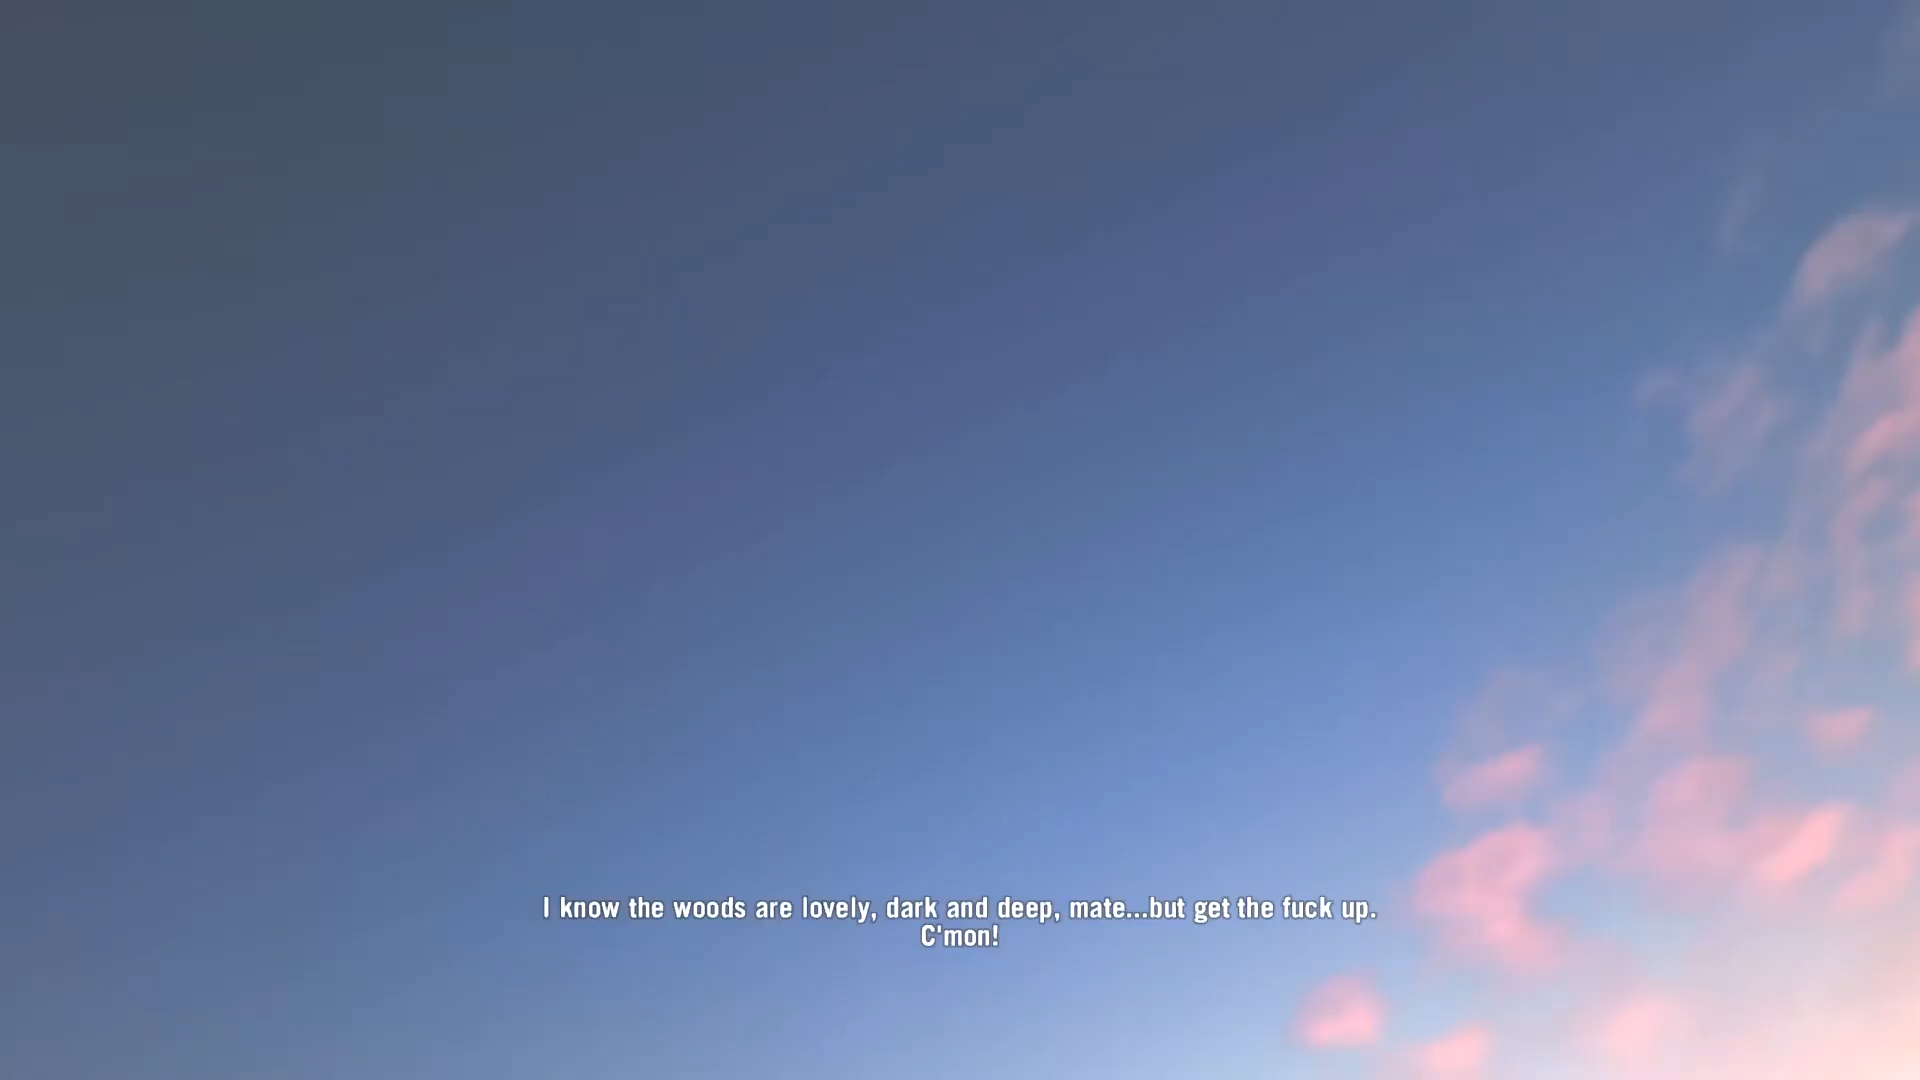 I know the woods are lovely, dark and deep, mate...but get the fuck up.
C'mon!